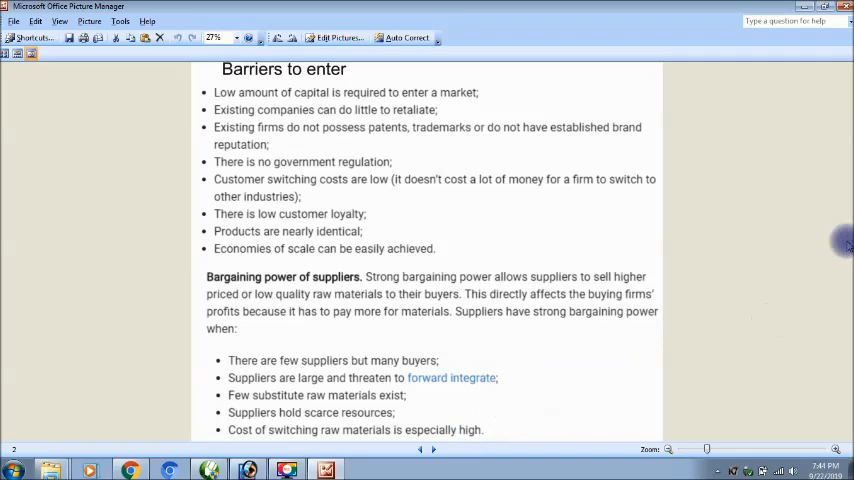 Microsoft Office Picture Manager
File Edit View Picture Tools Help
Type a question for help
Shortcuts... 27% Edit Pictures... Auto Correct
Barriers to enter
• Low amount of capital is required to enter a market;
• Existing companies can do little to retaliate;
• Existing firms do not possess patents, trademarks or do not have established brand
reputation;
• There is no government regulation;
• Customer switching costs are low (it doesn't cost a lot of money for a firm to switch to
other industries);
• There is low customer loyalty;
• Products are nearly identical;
• Economies of scale can be easily achieved.
Bargaining power of suppliers. Strong bargaining power allows suppliers to sell higher
priced or low quality raw materials to their buyers. This directly affects the buying firms'
profits because it has to pay more for materials. Suppliers have strong bargaining power
when:
• There are few suppliers but many buyers;
• Suppliers are large and threaten to forward integrate;
• Few substitute raw materials exist;
• Suppliers hold scarce resources;
• Cost of switching raw materials is especially high.
2 Zoom:
7:44 PM
9/22/2019